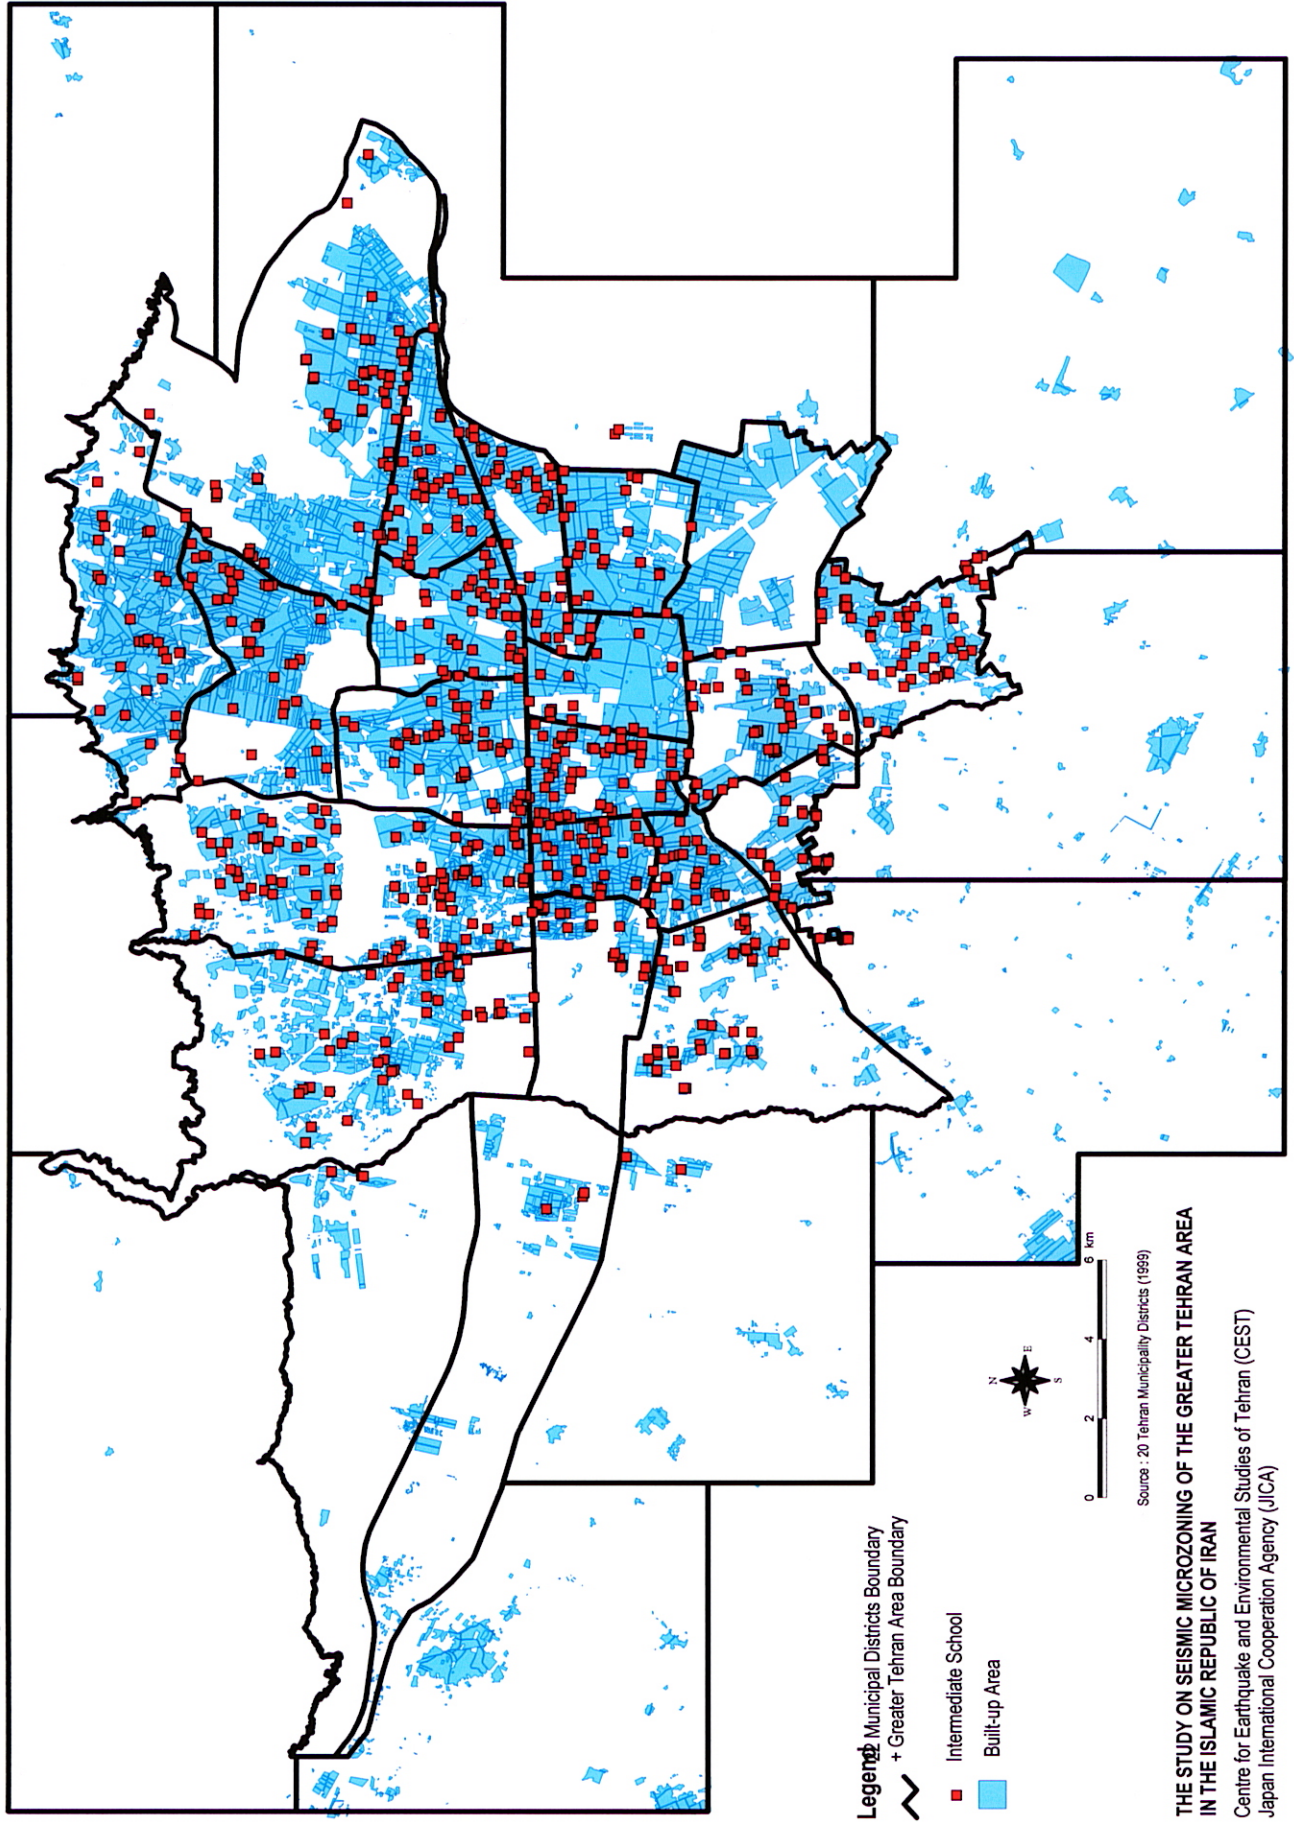 Legend
22 Municipal Districts Boundary
+ Greater Tehran Area Boundary
Intermediate School
Built-up Area
N
W
E
S
0 2 4 6 km
Source : 20 Tehran Municipality Districts (1999)
THE STUDY ON SEISMIC MICROZONING OF THE GREATER TEHRAN AREA
IN THE ISLAMIC REPUBLIC OF IRAN
Centre for Earthquake and Environmental Studies of Tehran (CEST)
Japan International Cooperation Agency (JICA)